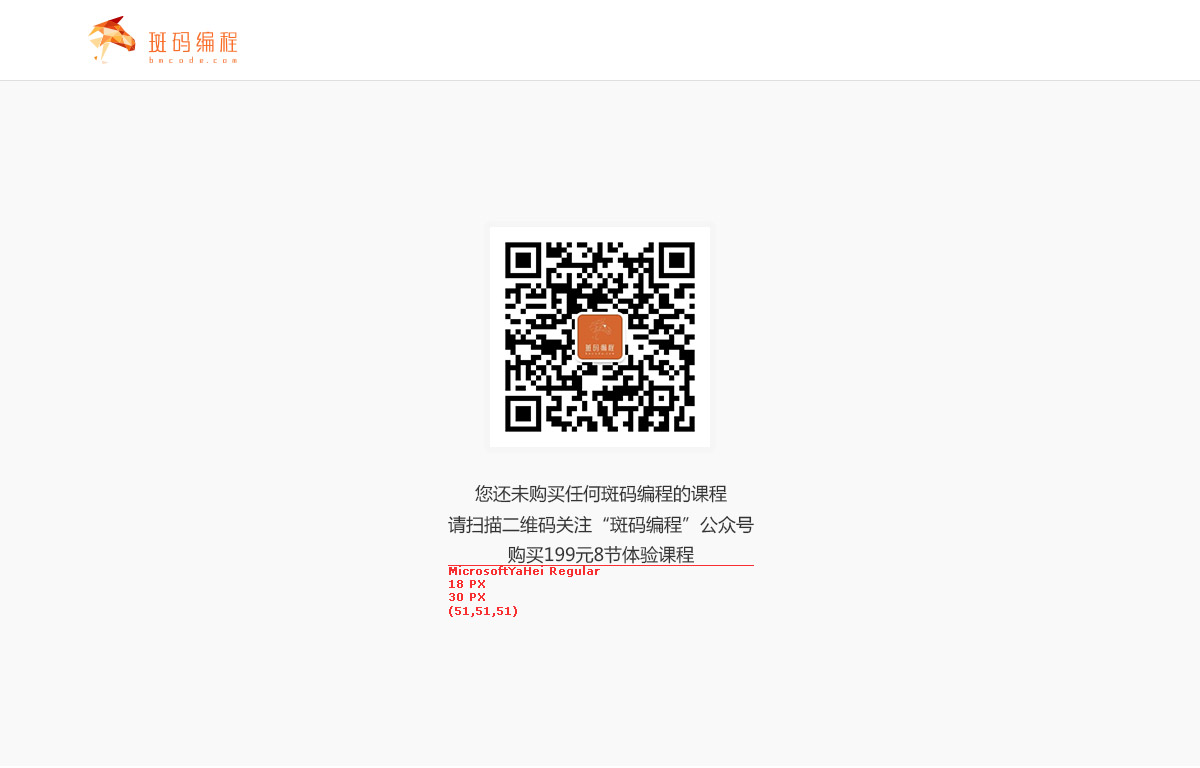 斑码编程
bmcode.com
斑码编程
您还未购买任何斑码编程的课程
请扫描二维码关注“斑码编程”公众号
购买199元8节体验课程
MicrosoftYaHei Regular
18 PX
30 PX
(51,51,51)